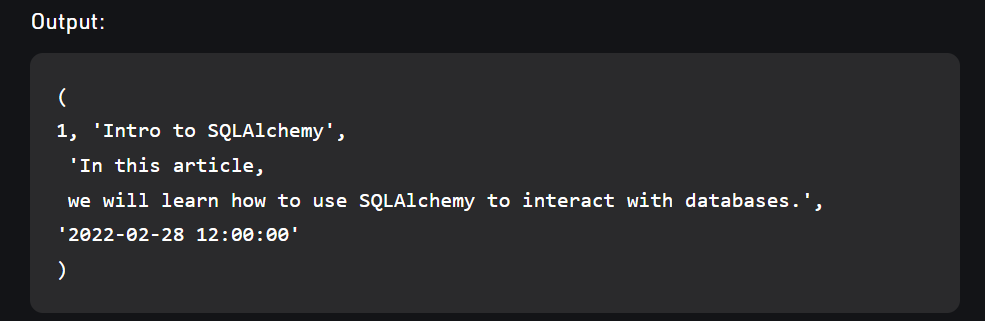 Output:
(
1, 'Intro to SQLAlchemy',
'In this article,
we will learn how to use SQLAlchemy to interact with databases.',
'2022-02-28 12:00:00'
)